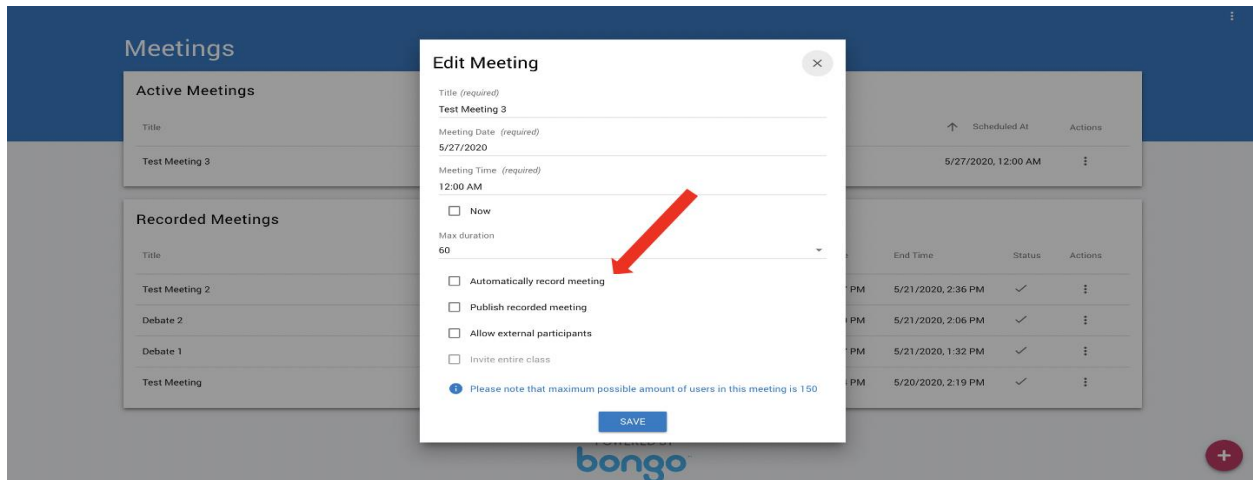 Meetings
Active Meetings
Title
Scheduled At
Actions
Test Meeting 3
5/27/2020, 12:00 AM
Recorded Meetings
Title
End Time
Status
Actions
Test Meeting 2
PM
5/21/2020, 2:36 PM
Debate 2
PM
5/21/2020, 2:06 PM
Debate 1
PM
5/21/2020, 1:32 PM
Test Meeting
PM
5/20/2020, 2:19 PM
Edit Meeting
Title (required)
Test Meeting 3
Meeting Date (required)
5/27/2020
Meeting Time (required)
12:00 AM
Now
Max duration
60
Automatically record meeting
Publish recorded meeting
Allow external participants
Invite entire class
Please note that maximum possible amount of users in this meeting is 150
SAVE
POWERED BY
bongo